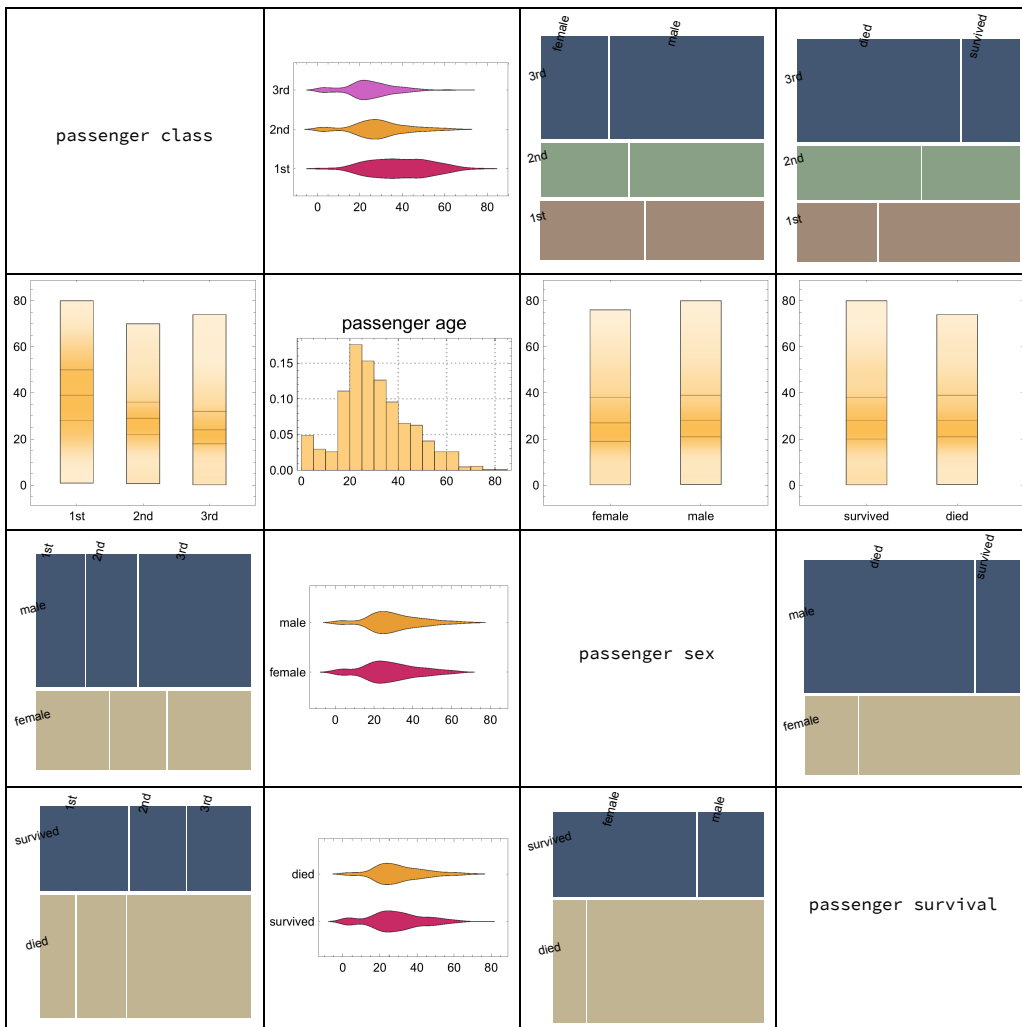 passenger class
3rd
2nd
1st
0 20 40 60 80
female male
3rd
2nd
1st
died survived
3rd
2nd
1st
80
60
40
20
0
1st 2nd 3rd
passenger age
0.15
0.10
0.05
0.00
20 40 60 80
80
60
40
20
0
female male
80
60
40
20
0
survived died
1st 2nd 3rd
male
female
male
female
0 20 40 60 80
passenger sex
died survived
male
female
1st 2nd 3rd
survived
died
died
survived
0 20 40 60 80
female male
survived
died
passenger survival